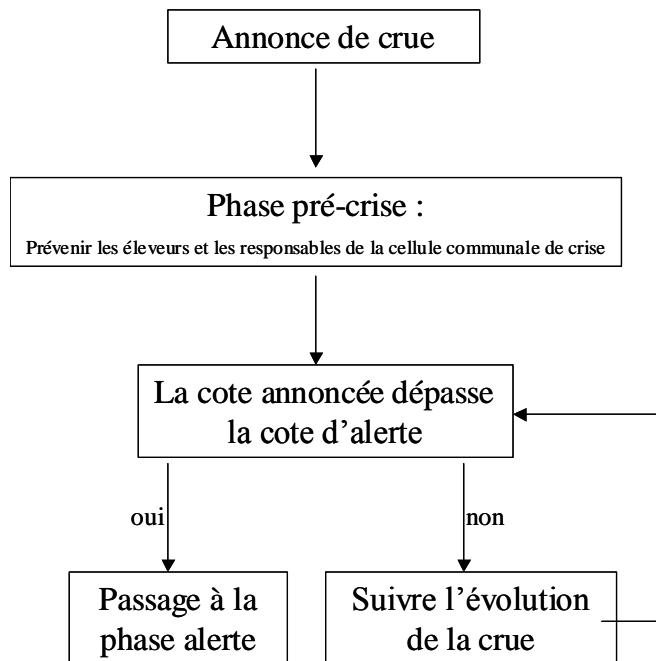 Annonce de crue
Phase pré-crise :
Prévenir les éleveurs et les responsables de la cellule communale de crise
La cote annoncée dépasse
la cote d’alerte
oui
non
Passage à la
phase alerte
Suivre l’évolution
de la crue